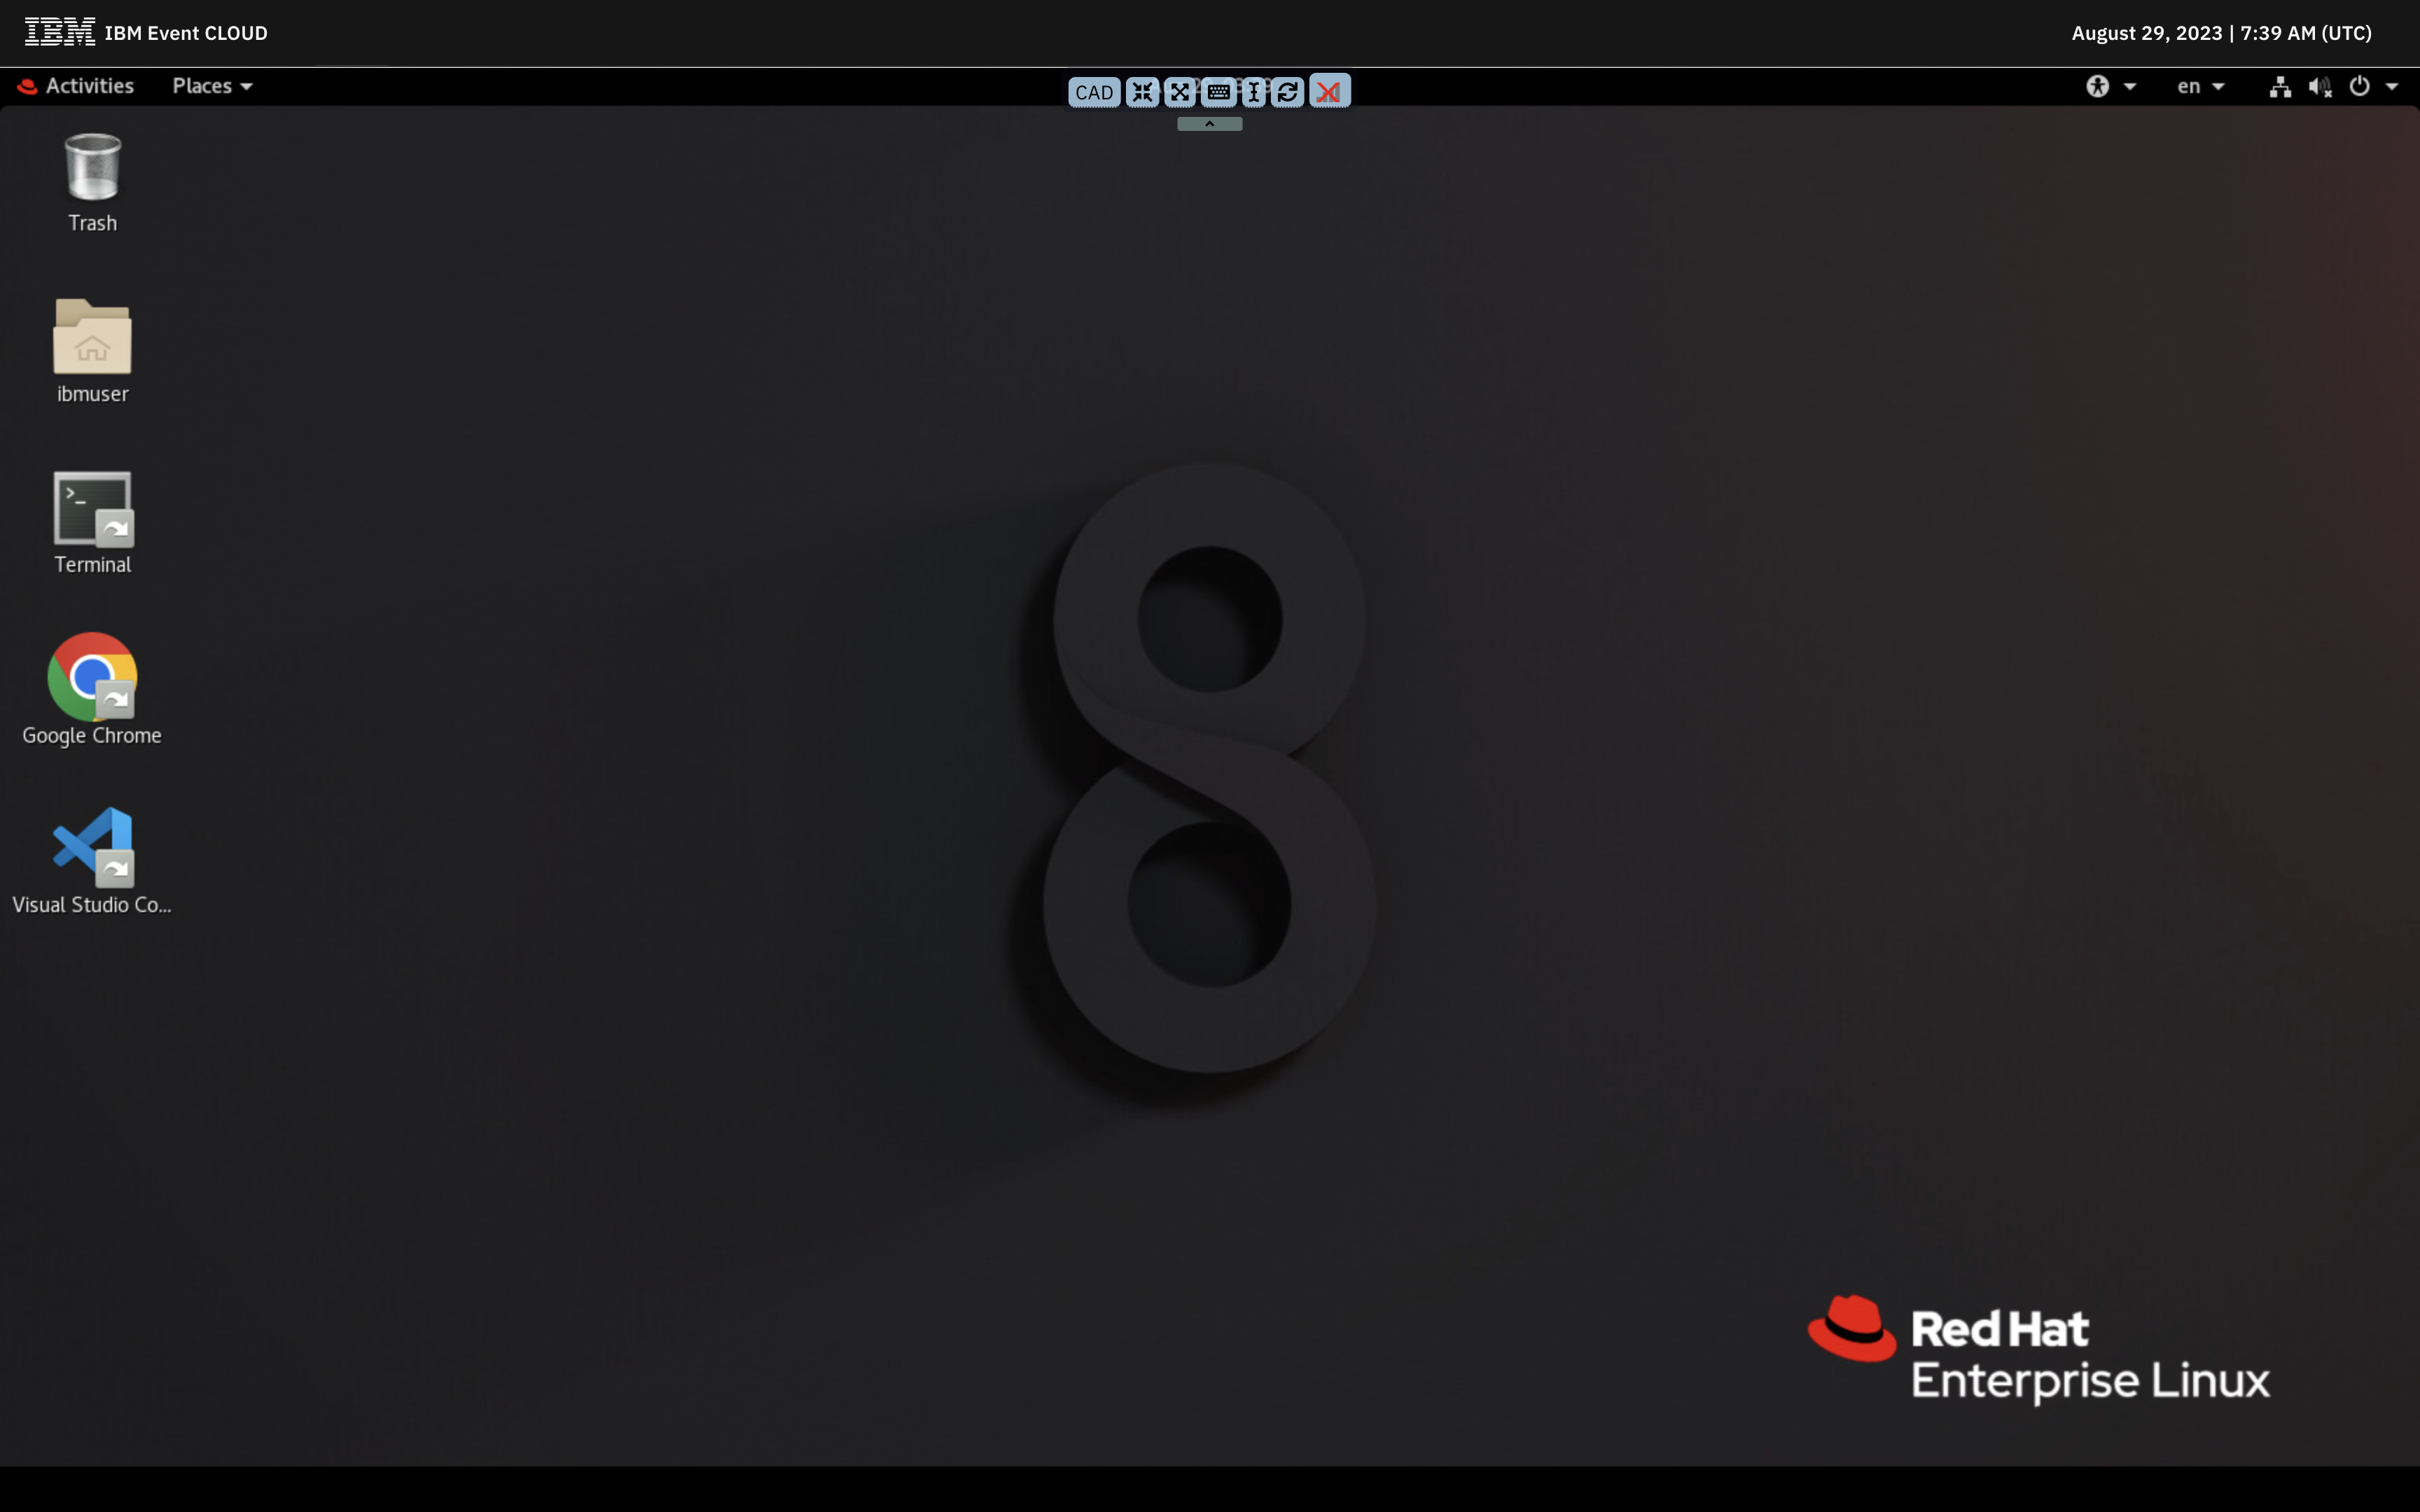 IBM IBM Event CLOUD
August 29, 2023 | 7:39 AM (UTC)
Activities
Places
CAD
en
Trash
ibmuser
>_
Terminal
Google Chrome
Visual Studio Co...
8
Red Hat
Enterprise Linux